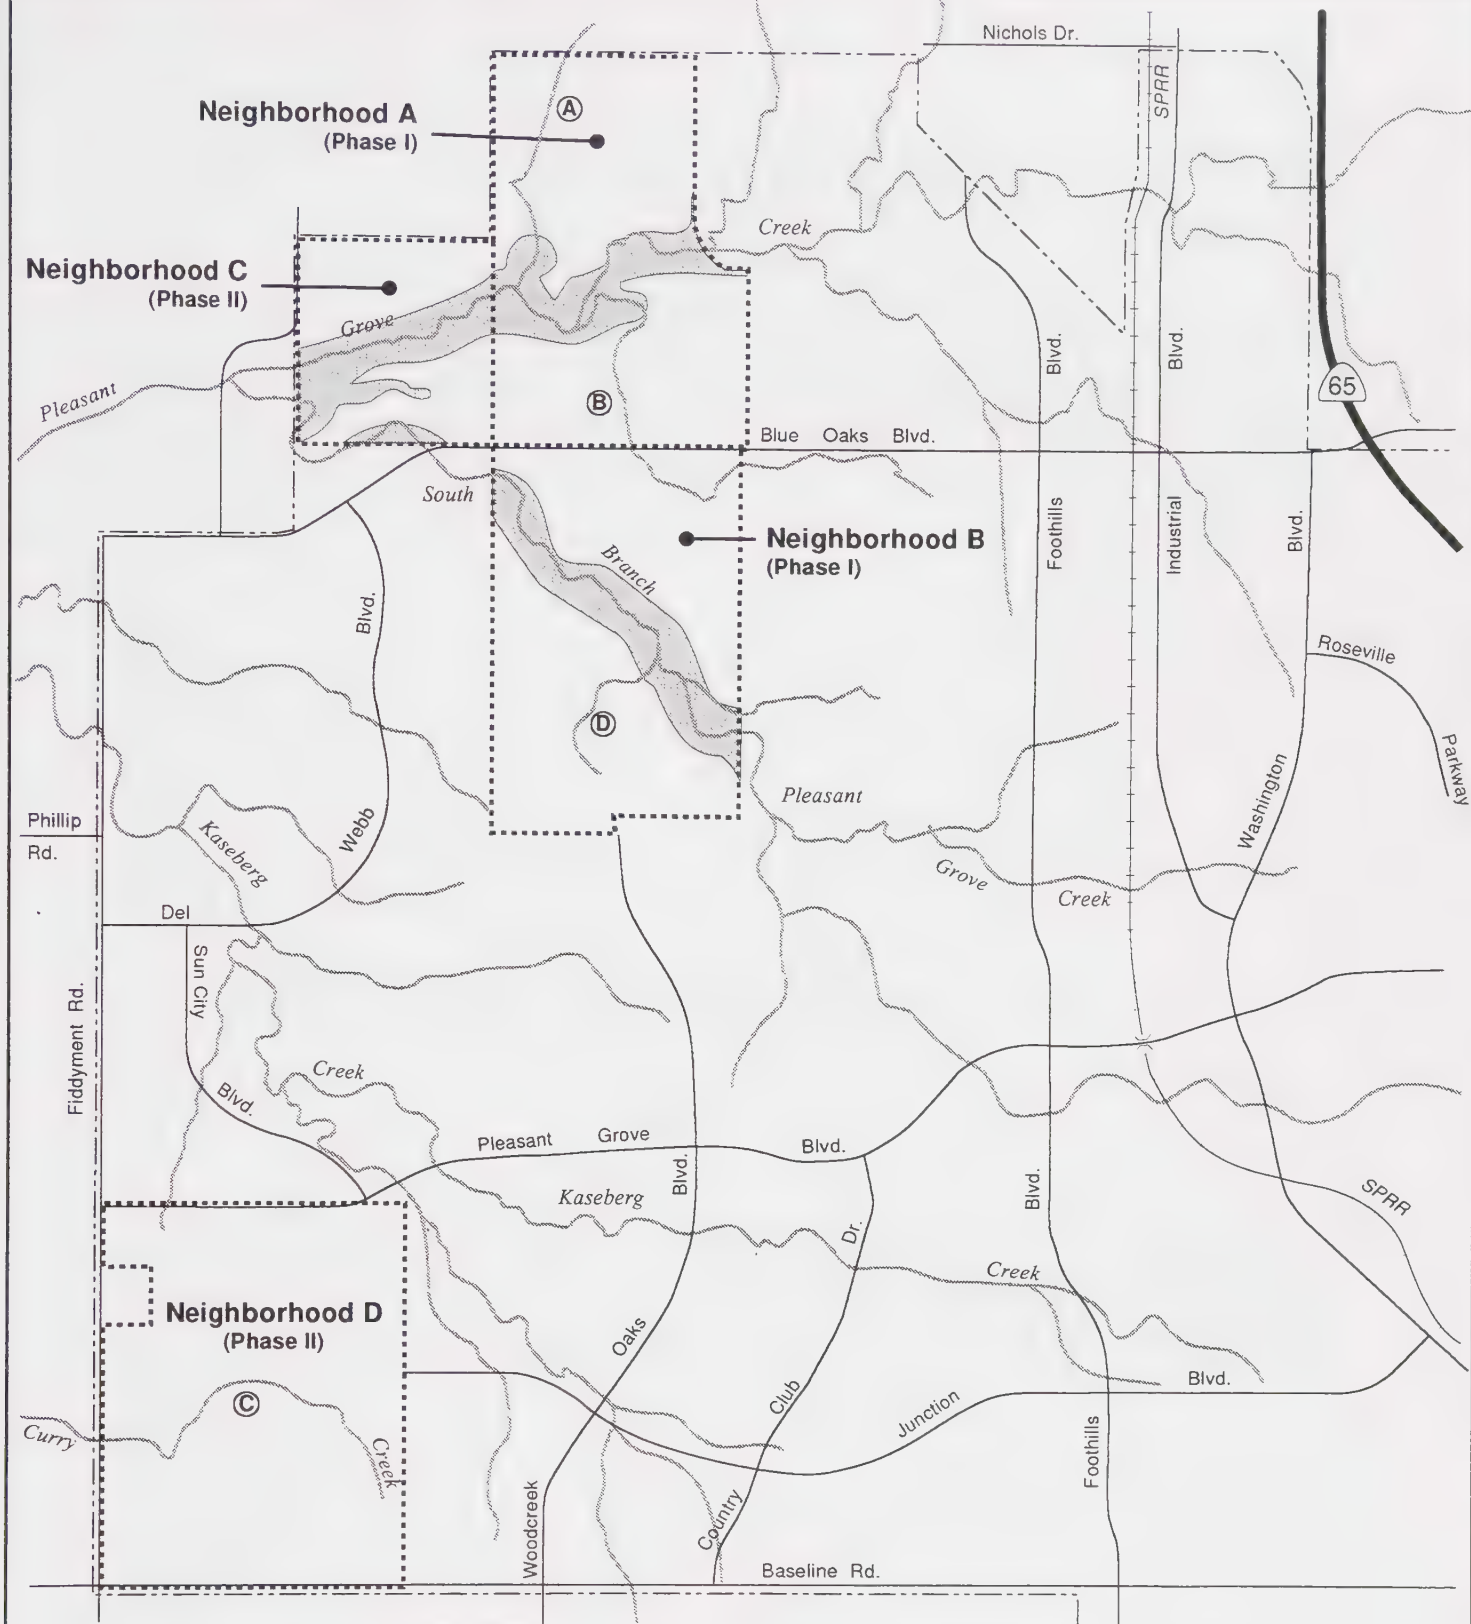 Nichols Dr.
SPRR
Neighborhood A
(Phase I)
Ⓐ
Creek
Neighborhood C
(Phase II)
Grove
Pleasant
Blvd.
Blvd.
65
Ⓑ
Blue Oaks Blvd.
South
Foothills
Industrial
Blvd.
Neighborhood B
(Phase I)
Branch
Blvd.
Roseville
Parkway
Ⓓ
Pleasant
Washington
Phillip
Rd.
Kaseberg
Webb
Grove
Creek
Del
Sun City
Fiddyment Rd.
Creek
Blvd.
Pleasant Grove Blvd.
Blvd.
Blvd.
Kaseberg
SPRR
Dr.
Creek
Neighborhood D
(Phase II)
Oaks
Blvd.
Ⓒ
Club
Junction
Curry
Creek
Foothills
Woodcreek
Country
Baseline Rd.